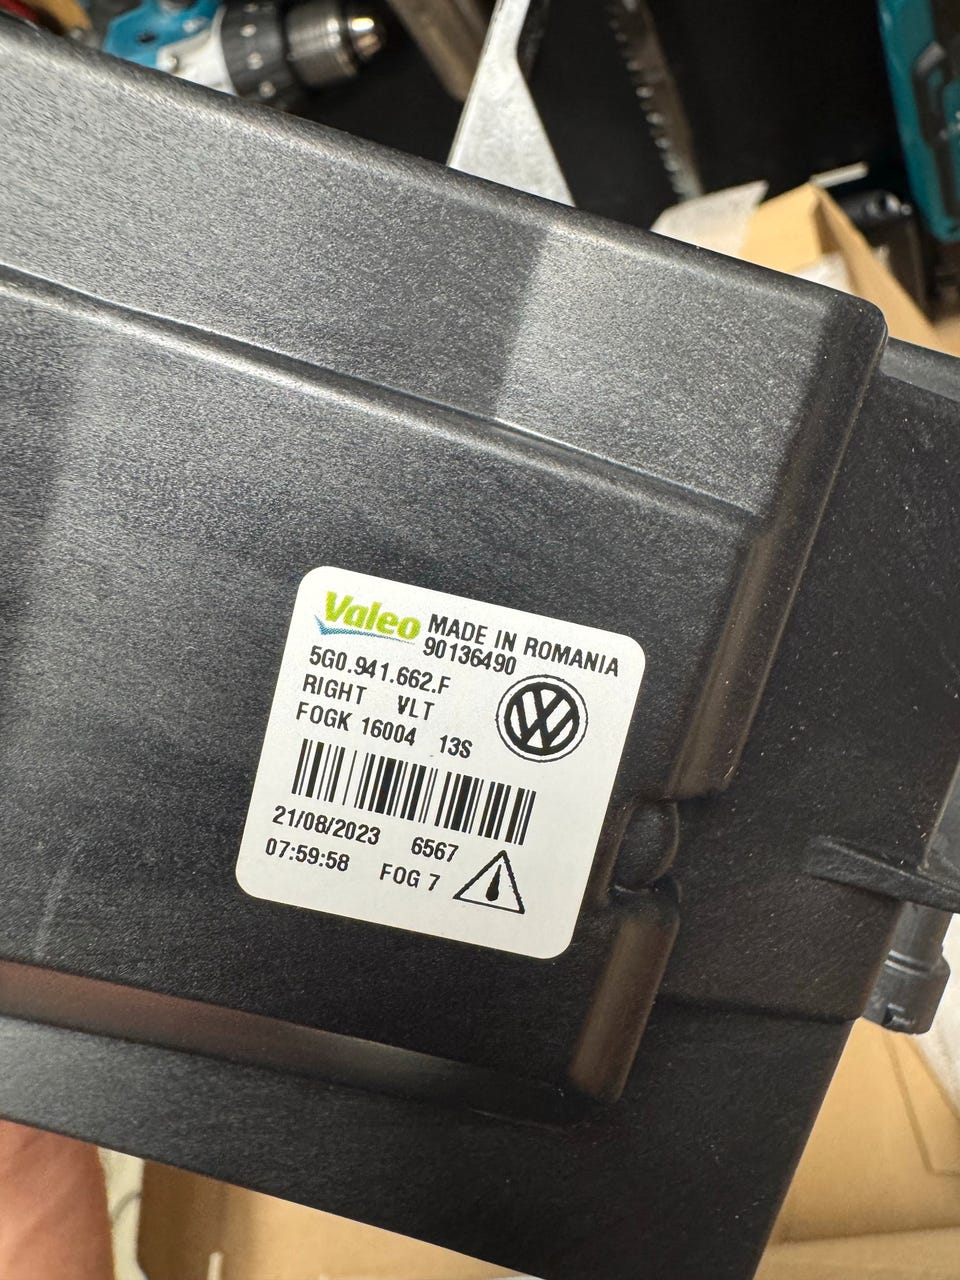 Valeo MADE IN ROMANIA
90136490
5G0.941.662.F
RIGHT VLT
FOGK 16004 13S
21/08/2023 6567
07:59:58 FOG 7